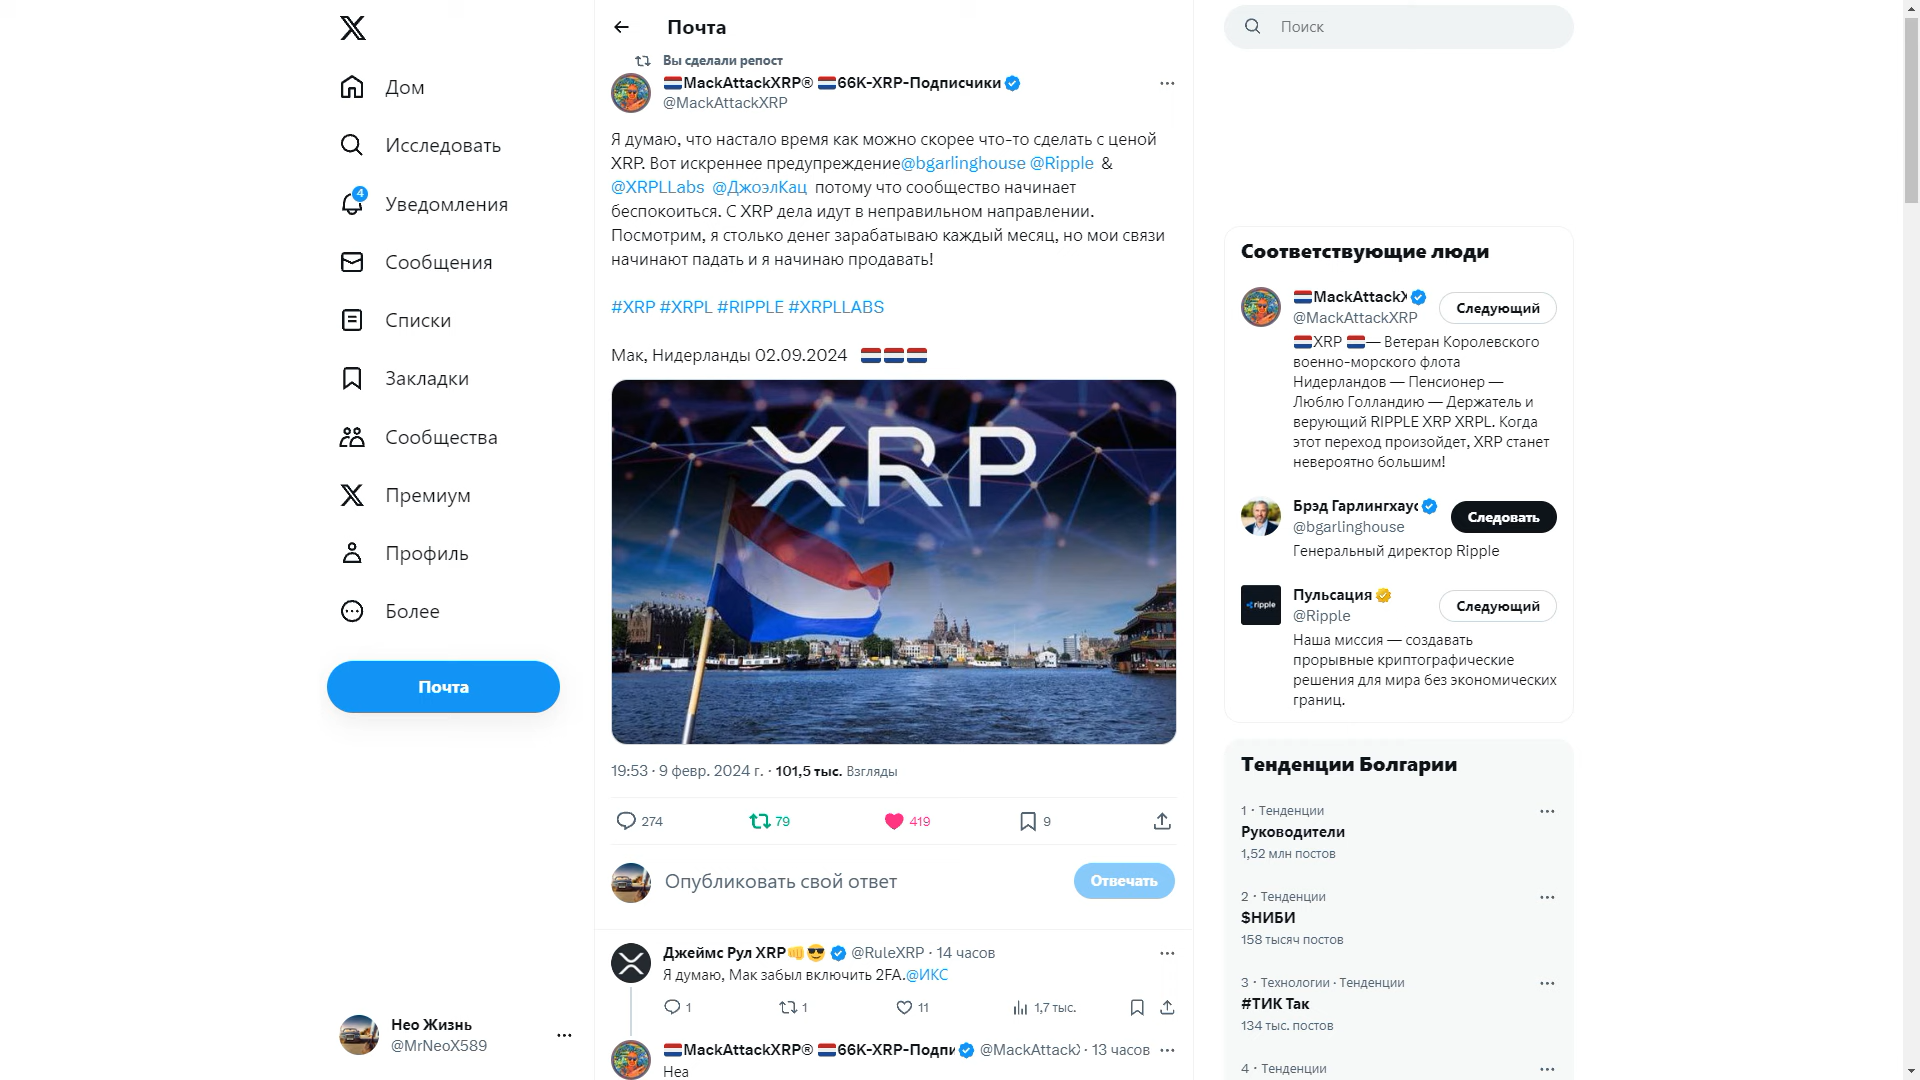 Почта
Вы сделали репост
MackAttackXRP® 66K-XRP-Подписчики
@MackAttackXRP
Я думаю, что настало время как можно скорее что-то сделать с ценой
XRP. Вот искреннее предупреждение@bgarlinghouse @Ripple &
@XRPLLabs @ДжоэлКац потому что сообщество начинает
беспокоиться. С XRP дела идут в неправильном направлении.
Посмотрим, я столько денег зарабатываю каждый месяц, но мои связи
начинают падать и я начинаю продавать!
#XRP #XRPL #RIPPLE #XRPLLABS
Мак, Нидерланды 02.09.2024
XRP
19:53 · 9 февр. 2024 г. · 101,5 тыс. Взгляды
274
79
419
9
Опубликовать свой ответ
Отвечать
Джеймс Рул XRP👊😎 @RuleXRP · 14 часов
Я думаю, Мак забыл включить 2FA.@ИКС
1
1
11
1,7 тыс.
MackAttackXRP® 66K-XRP-Подпи @MackAttackX · 13 часов
Неа
Дом
Исследовать
4
Уведомления
Сообщения
Списки
Закладки
Сообщества
Премиум
Профиль
Более
Почта
Нео Жизнь
@MrNeoX589
Поиск
Соответствующие люди
MackAttackX
@MackAttackXRP
Следующий
XRP — Ветеран Королевского
военно-морского флота
Нидерландов — Пенсионер —
Люблю Голландию — Держатель и
верующий RIPPLE XRP XRPL. Когда
этот переход произойдет, XRP станет
невероятно большим!
Брэд Гарлингхаус
@bgarlinghouse
Следовать
Генеральный директор Ripple
ripple
Пульсация
@Ripple
Следующий
Наша миссия — создавать
прорывные криптографические
решения для мира без экономических
границ.
Тенденции Болгарии
1 · Тенденции
Руководители
1,52 млн постов
2 · Тенденции
$НИБИ
158 тысяч постов
3 · Технологии · Тенденции
#ТИК Так
134 тыс. постов
4 · Тенденции